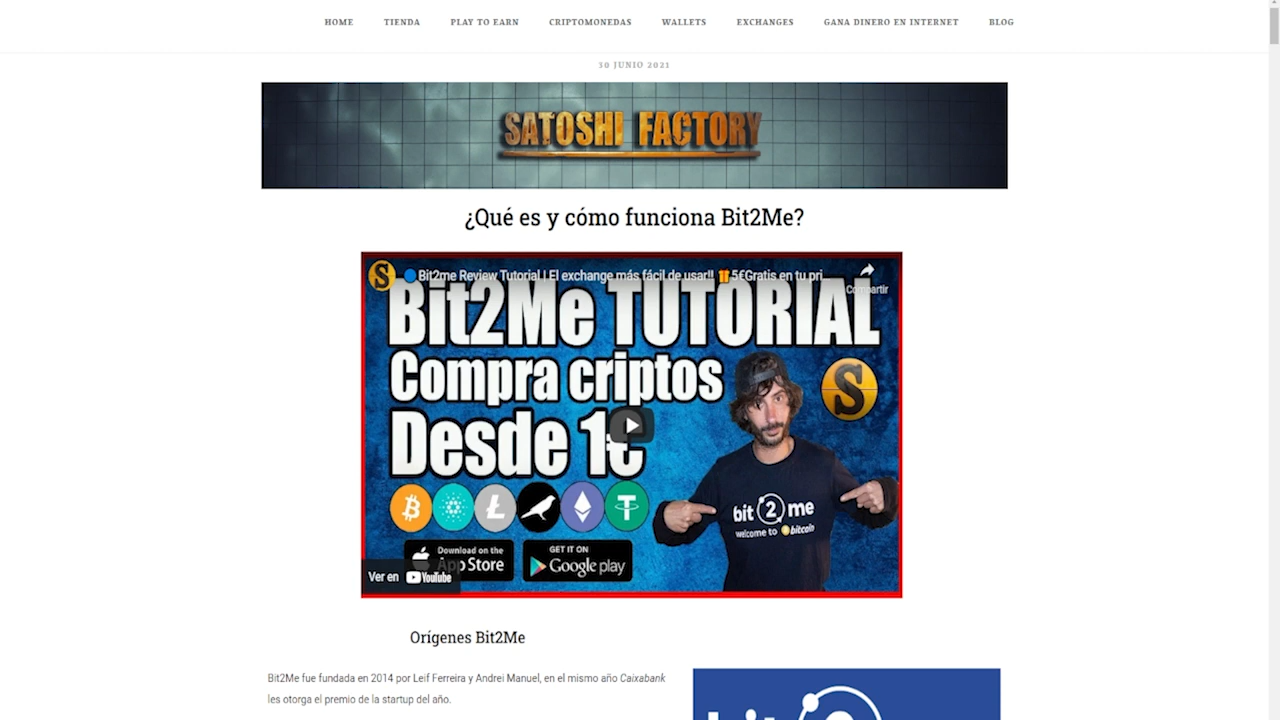 HOME TIENDA PLAY TO EARN CRIPTOMONEDAS WALLETS EXCHANGES GANA DINERO EN INTERNET BLOG
30 JUNIO 2021
SATOSHI FACTORY
¿Qué es y cómo funciona Bit2Me?
S
Bit2me Review Tutorial | El exchange más fácil de usar!! 5€Gratis en tu pri...
Compartir
Bit2Me TUTORIAL
Compra criptos
S
Desde 1€
bit 2 me
welcome to bitcoin
Download on the
App Store
GET IT ON
Google play
Ver en YouTube
Orígenes Bit2Me
Bit2Me fue fundada en 2014 por Leif Ferreira y Andrei Manuel, en el mismo año Caixabank
les otorga el premio de la startup del año.